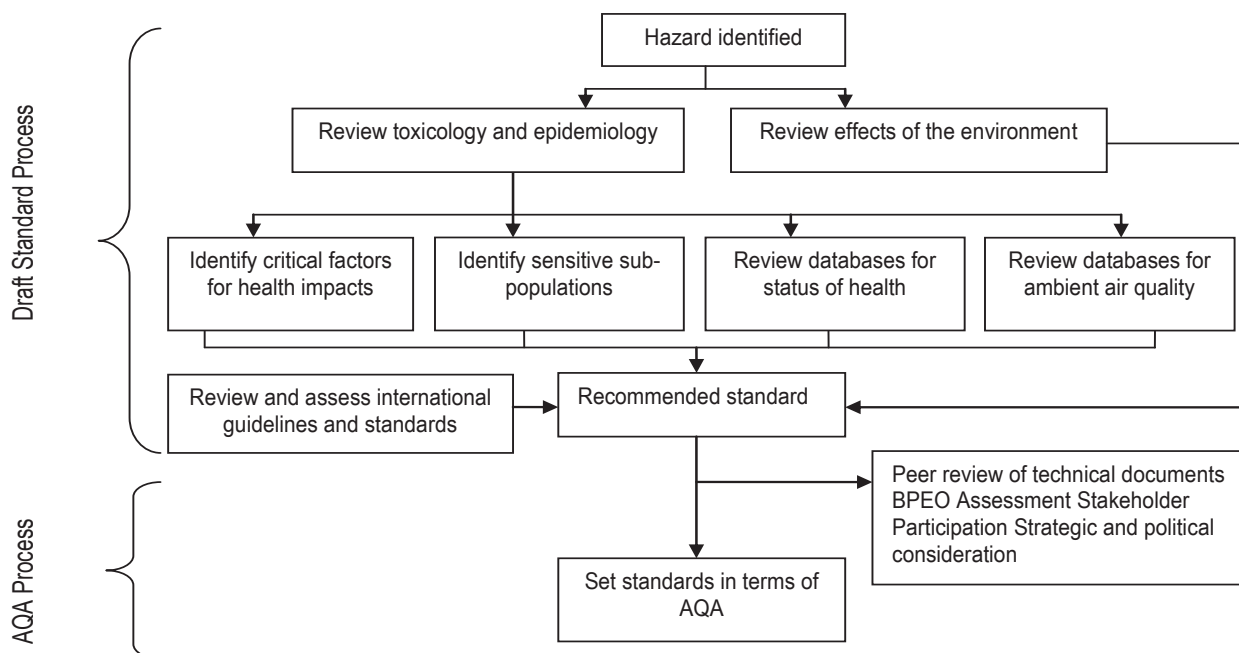 Draft Standard Process
Hazard identified
Review toxicology and epidemiology
Review effects of the environment
Identify critical factors
for health impacts
Identify sensitive sub-
populations
Review databases for
status of health
Review databases for
ambient air quality
Review and assess international
guidelines and standards
Recommended standard
AQA Process
Peer review of technical documents
BPEO Assessment Stakeholder
Participation Strategic and political
consideration
Set standards in terms of
AQA